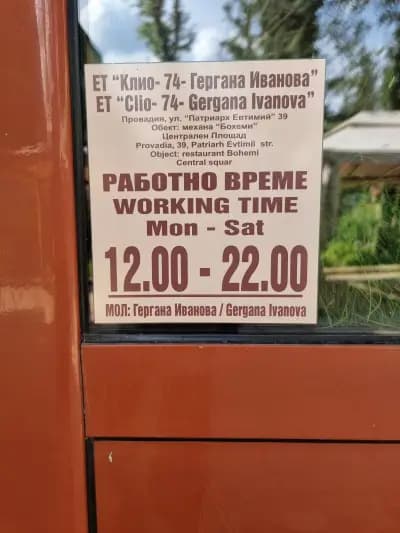 ЕТ "Клио- 74- Гергана Иванова"
ЕТ "Clio- 74- Gergana Ivanova"
Провадия, ул. "Патриарх Евтимий" 39
Обект: механа "Бохеми"
Централен Площад
Provadia, 39, Patriarh Evtimii str.
Object: restaurant Bohemi
Central squar
РАБОТНО ВРЕМЕ
WORKING TIME
Mon - Sat
12.00 - 22.00
МОЛ: Гергана Иванова / Gergana Ivanova